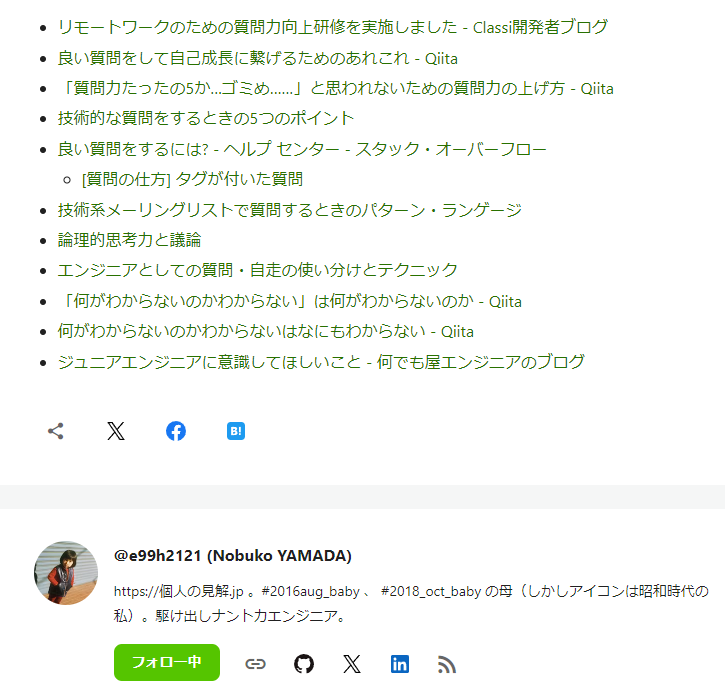 リモートワークのための質問力向上研修を実施しました - Classi開発者ブログ
良い質問をして自己成長に繋げるためのあれこれ - Qiita
「質問力たったの5か…ゴミめ……」と思われないための質問力の上げ方 - Qiita
技術的な質問をするときの5つのポイント
良い質問をするには? - ヘルプ センター - スタック・オーバーフロー
[質問の仕方] タグが付いた質問
技術系メーリングリストで質問するときのパターン・ランゲージ
論理的思考力と議論
エンジニアとしての質問・自走の使い分けとテクニック
「何がわからないのかわからない」は何がわからないのか - Qiita
何がわからないのかわからないはなにもわからない - Qiita
ジュニアエンジニアに意識してほしいこと - 何でも屋エンジニアのブログ
B!
@e99h2121 (Nobuko YAMADA)
https://個人の見解.jp 。#2016aug_baby 、 #2018_oct_baby の母（しかしアイコンは昭和時代の
私）。駆け出しナントカエンジニア。
フォロー中
in